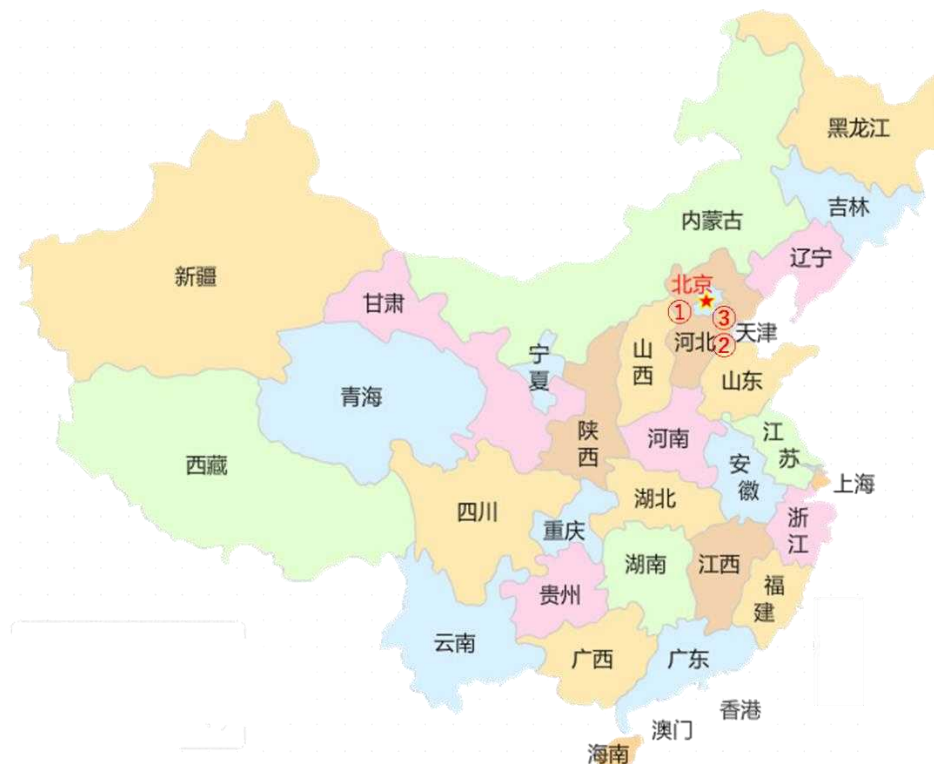 黑龙江
吉林
内蒙古
辽宁
新疆
北京
甘肃
①
③
天津
河北
②
宁夏
山西
山东
青海
陕西
河南
江苏
西藏
安徽
上海
四川
湖北
浙江
重庆
湖南
江西
贵州
福建
云南
广西
广东
香港
澳门
海南